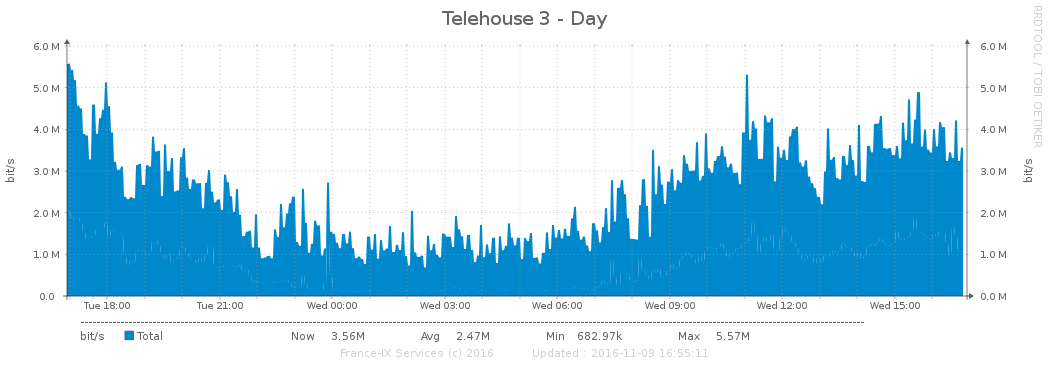 Telehouse 3 - Day
RRDTOOL / TOBI OETIKER
bit/s
6.0 M 6.0 M
5.0 M 5.0 M
4.0 M 4.0 M
3.0 M 3.0 M
2.0 M 2.0 M
1.0 M 1.0 M
0.0 0.0 M
bit/s
Tue 18:00 Tue 21:00 Wed 00:00 Wed 03:00 Wed 06:00 Wed 09:00 Wed 12:00 Wed 15:00
bit/s Total Now 3.56M Avg 2.47M Min 682.97k Max 5.57M
France-IX Services (c) 2016 Updated : 2016-11-09 16:55:11